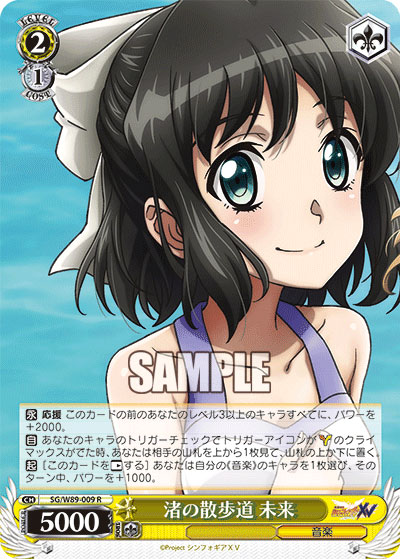 LEVEL
2
1
COST
SAMPLE
永 応援 このカードの前のあなたのレベル3以上のキャラすべてに、パワーを
+2000。
自 あなたのキャラのトリガーチェックでトリガーアイコンが のクライ
マックスがでた時、あなたは相手の山札を上から1枚見て、山札の上か下に置く。
起 [このカードを する] あなたは自分の《音楽》のキャラを1枚選び、そのター
ン中、パワーを+1000。
CH SG/W89-009 R
5000
渚の散歩道 未来
音楽
©Project シンフォギアXV